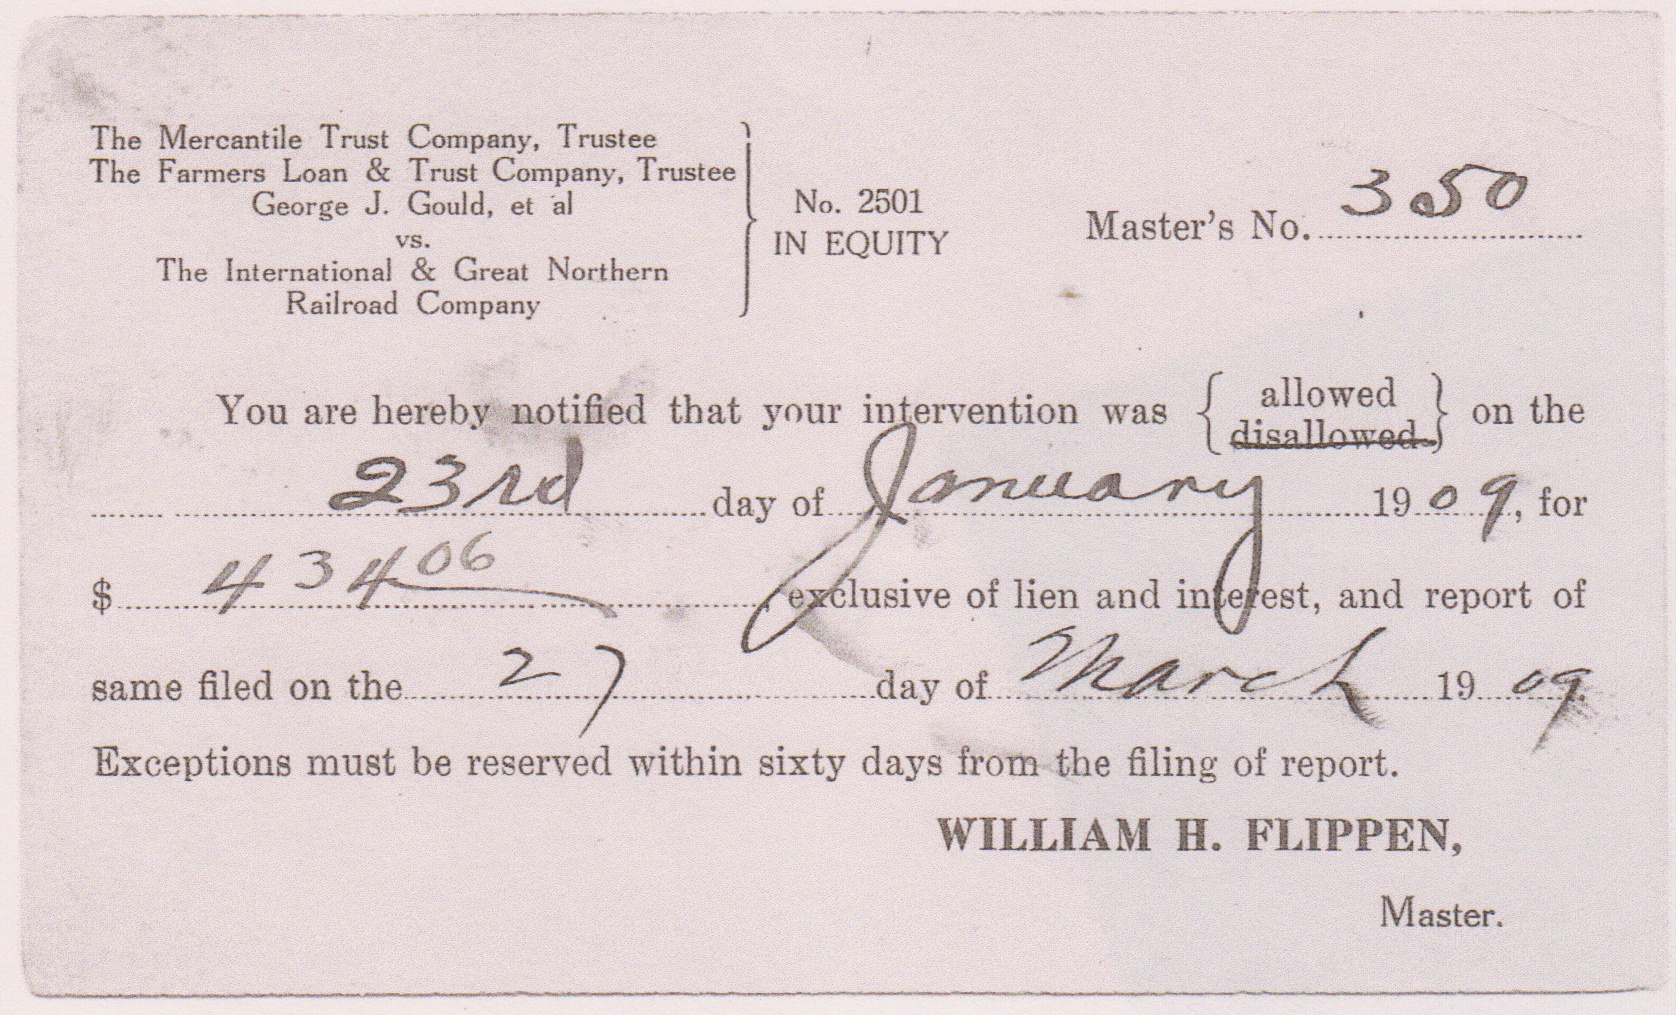 The Mercantile Trust Company, Trustee
The Farmers Loan & Trust Company, Trustee
George J. Gould, et al
vs.
The International & Great Northern
Railroad Company
No. 2501
IN EQUITY
Master's No. 350
You are hereby notified that your intervention was { allowed disallowed } on the
23rd day of January 1909, for
$ 434 06, exclusive of lien and interest, and report of
same filed on the 27 day of March 1909.
Exceptions must be reserved within sixty days from the filing of report.
WILLIAM H. FLIPPEN,
Master.